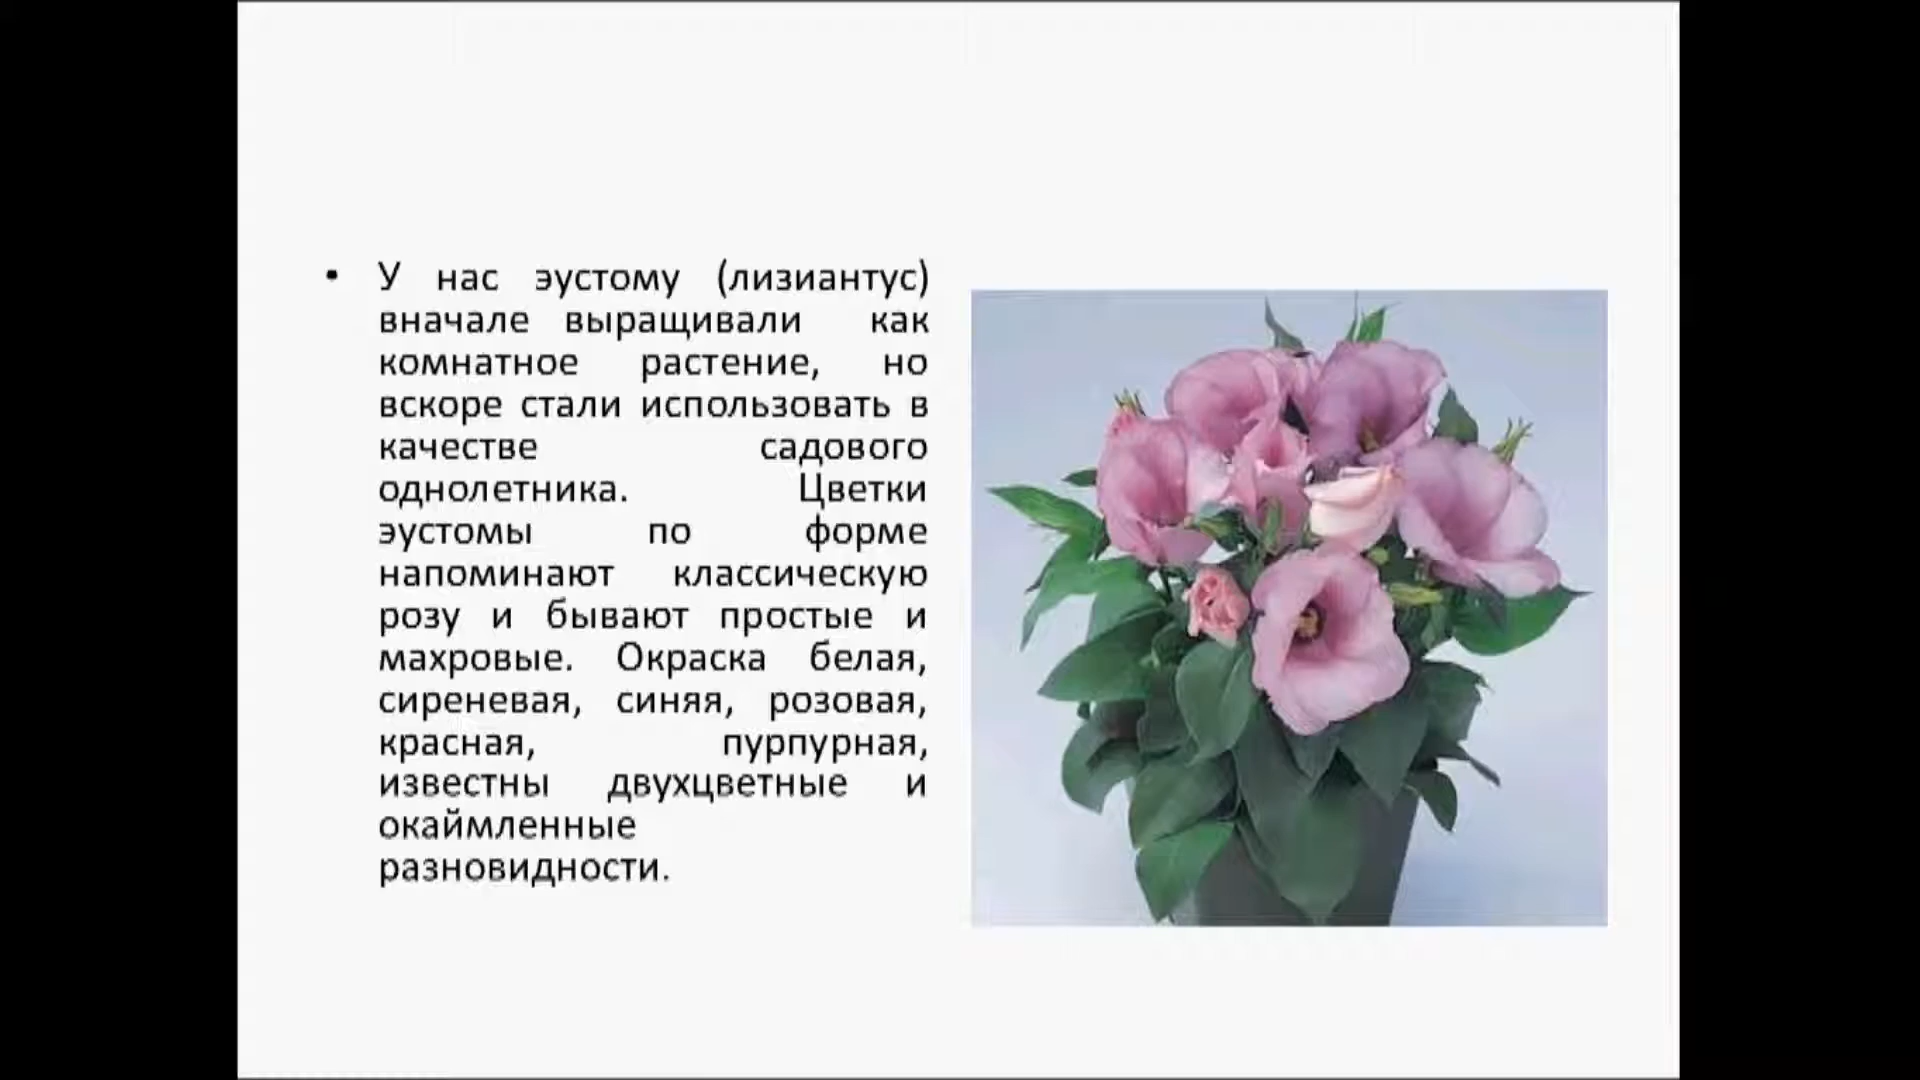 • У нас эустому (лизиантус)
вначале выращивали как
комнатное растение, но
вскоре стали использовать в
качестве садового
однолетника. Цветки
эустомы по форме
напоминают классическую
розу и бывают простые и
махровые. Окраска белая,
сиреневая, синяя, розовая,
красная, пурпурная,
известны двухцветные и
окаймленные
разновидности.